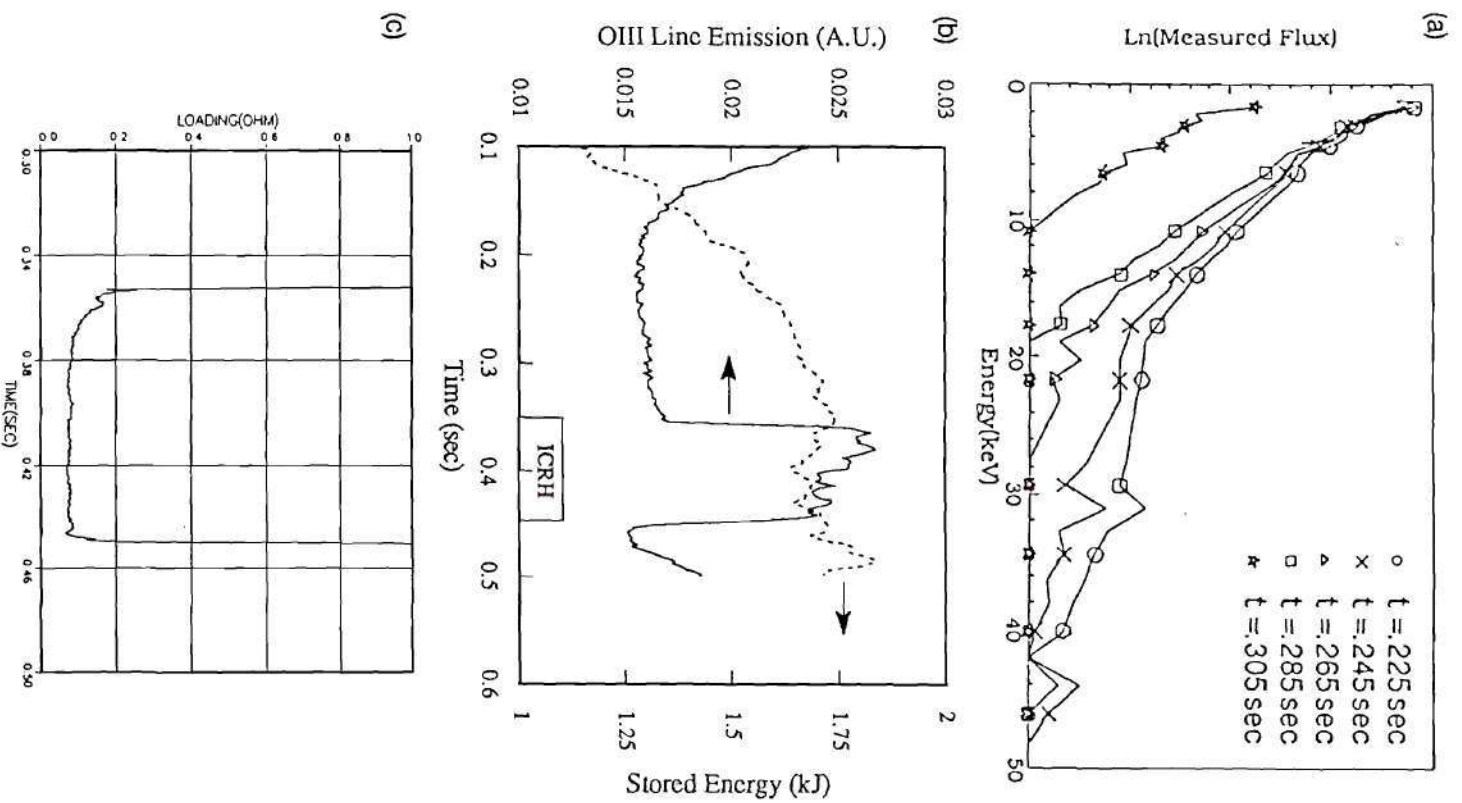 (a)
Ln(Measured Flux)
0
10
20
30
40
50
Energy(keV)
○ t=.225sec
× t=.245sec
▵ t=.265sec
□ t=.285sec
☆ t=.305sec
(b)
OIII Line Emission (A.U.)
0.03
0.025
0.02
0.015
0.01
0.1
0.2
0.3
0.4
0.5
0.6
Time (sec)
ICRH
2
1.75
1.5
1.25
1
Stored Energy (kJ)
(c)
LOADING(OHM)
1.0
0.8
0.6
0.4
0.2
0.0
0.30
0.34
0.38
0.42
0.46
0.50
TIME(SEC)